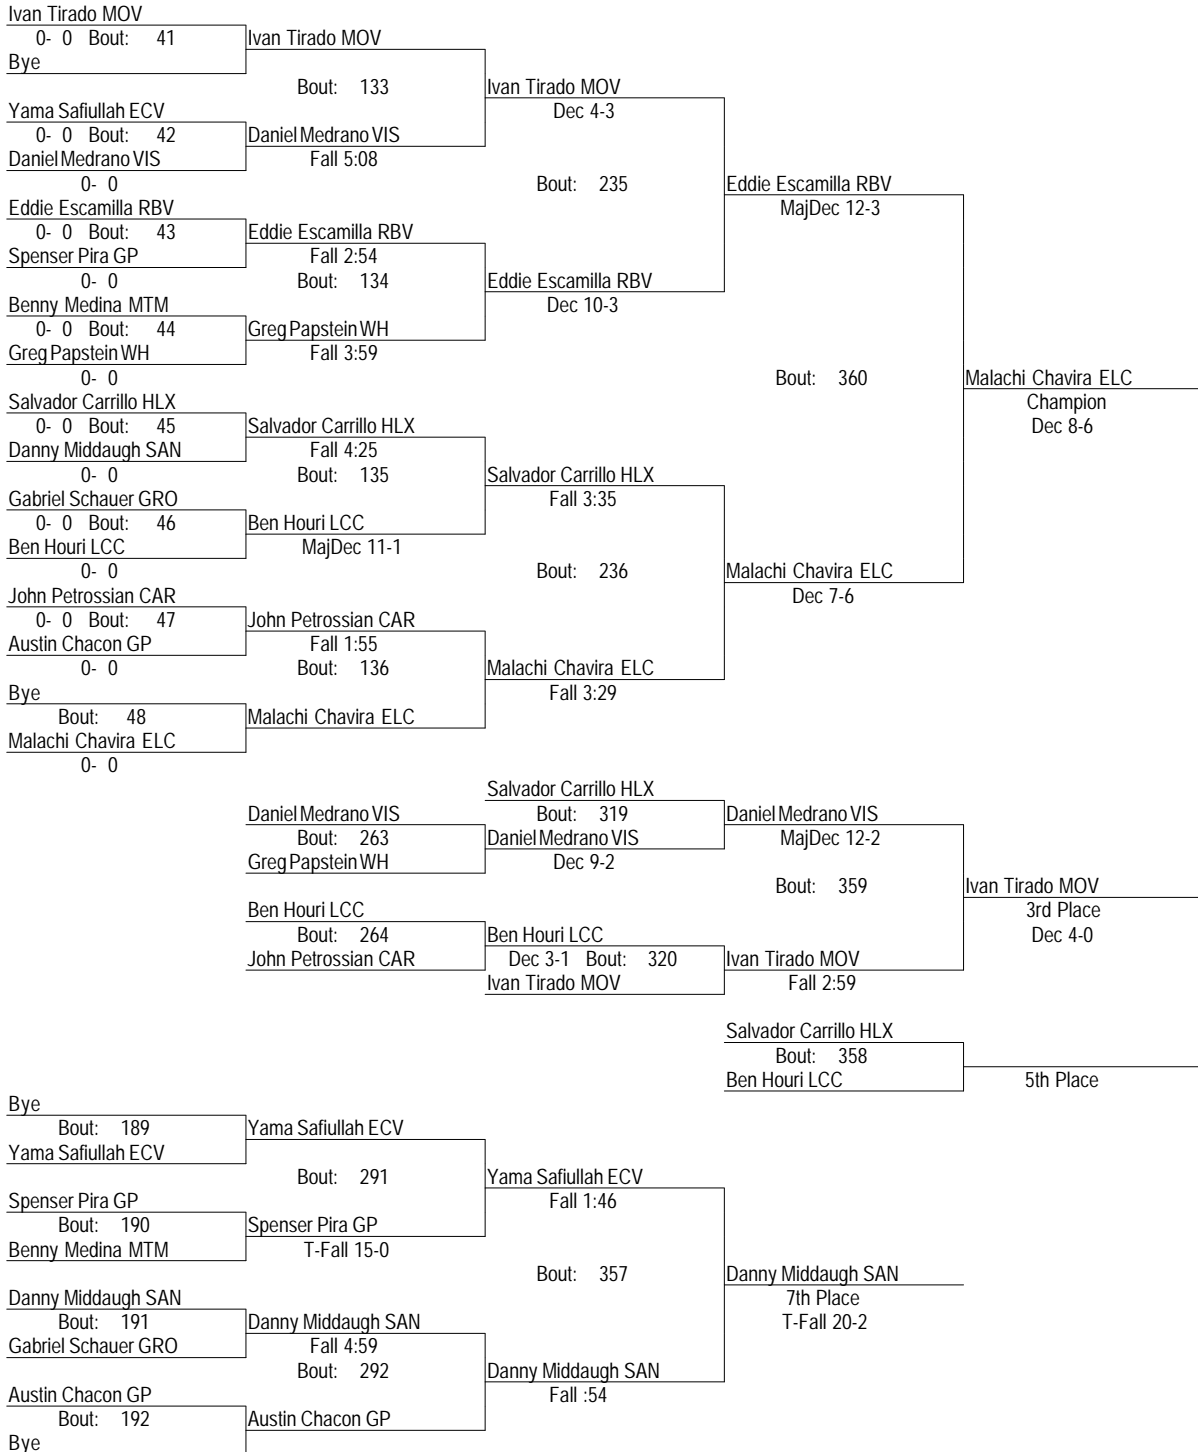 Ivan Tirado MOV
0- 0 Bout: 41 Ivan Tirado MOV
Bye
Bout: 133 Ivan Tirado MOV
Yama Safiullah ECV Dec 4-3
0- 0 Bout: 42 Daniel Medrano VIS
Daniel Medrano VIS Fall 5:08
0- 0 Bout: 235 Eddie Escamilla RBV
Eddie Escamilla RBV MajDec 12-3
0- 0 Bout: 43 Eddie Escamilla RBV
Spenser Pira GP Fall 2:54
0- 0 Bout: 134 Eddie Escamilla RBV
Benny Medina MTM Dec 10-3
0- 0 Bout: 44 Greg Papstein WH
Greg Papstein WH Fall 3:59
0- 0 Bout: 360 Malachi Chavira ELC
Salvador Carrillo HLX Champion
0- 0 Bout: 45 Salvador Carrillo HLX Dec 8-6
Danny Middaugh SAN Fall 4:25
0- 0 Bout: 135 Salvador Carrillo HLX
Gabriel Schauer GRO Fall 3:35
0- 0 Bout: 46 Ben Houri LCC
Ben Houri LCC MajDec 11-1
0- 0 Bout: 236 Malachi Chavira ELC
John Petrossian CAR Dec 7-6
0- 0 Bout: 47 John Petrossian CAR
Austin Chacon GP Fall 1:55
0- 0 Bout: 136 Malachi Chavira ELC
Bye Fall 3:29
Bout: 48 Malachi Chavira ELC
Malachi Chavira ELC
0- 0
Salvador Carrillo HLX
Daniel Medrano VIS Bout: 319 Daniel Medrano VIS
Bout: 263 Daniel Medrano VIS MajDec 12-2
Greg Papstein WH Dec 9-2
Bout: 359 Ivan Tirado MOV
Ben Houri LCC 3rd Place
Bout: 264 Ben Houri LCC Dec 4-0
John Petrossian CAR Dec 3-1 Bout: 320 Ivan Tirado MOV
Ivan Tirado MOV Fall 2:59
Salvador Carrillo HLX
Bout: 358
Ben Houri LCC 5th Place
Bye
Bout: 189 Yama Safiullah ECV
Yama Safiullah ECV
Bout: 291 Yama Safiullah ECV
Spenser Pira GP Fall 1:46
Bout: 190 Spenser Pira GP
Benny Medina MTM T-Fall 15-0
Bout: 357 Danny Middaugh SAN
Danny Middaugh SAN 7th Place
Bout: 191 Danny Middaugh SAN T-Fall 20-2
Gabriel Schauer GRO Fall 4:59
Bout: 292 Danny Middaugh SAN
Austin Chacon GP Fall :54
Bout: 192 Austin Chacon GP
Bye